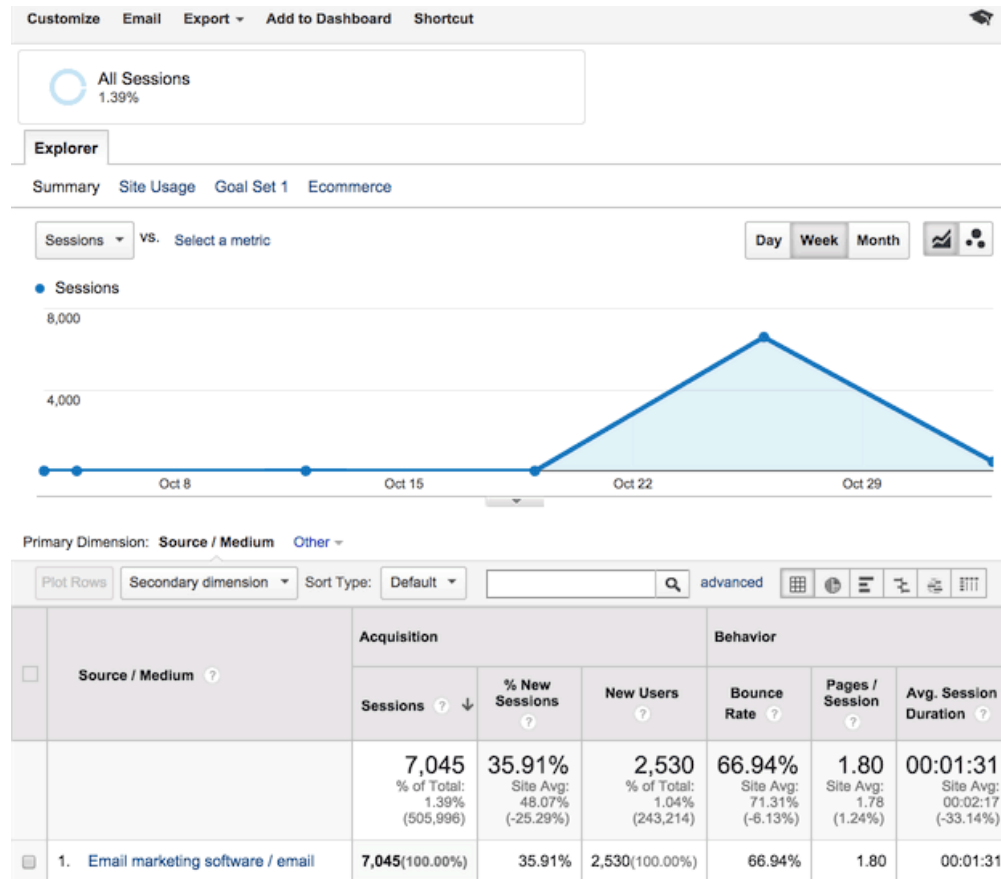 Customize Email Export Add to Dashboard Shortcut
All Sessions
1.39%
Explorer
Summary Site Usage Goal Set 1 Ecommerce
Sessions VS. Select a metric Day Week Month
Sessions
8,000
4,000
Oct 8 Oct 15 Oct 22 Oct 29
Primary Dimension: Source / Medium Other
Plot Rows Secondary dimension Sort Type: Default advanced
Acquisition Behavior
Source / Medium ? Sessions ? % New Sessions ? New Users ? Bounce Rate ? Pages / Session ? Avg. Session Duration ?
7,045 35.91% 2,530 66.94% 1.80 00:01:31
% of Total: Site Avg: % of Total: Site Avg: Site Avg: Site Avg:
1.39% 48.07% 1.04% 71.31% 1.78 00:02:17
(505,996) (-25.29%) (243,214) (-6.13%) (1.24%) (-33.14%)
1. Email marketing software / email 7,045(100.00%) 35.91% 2,530(100.00%) 66.94% 1.80 00:01:31